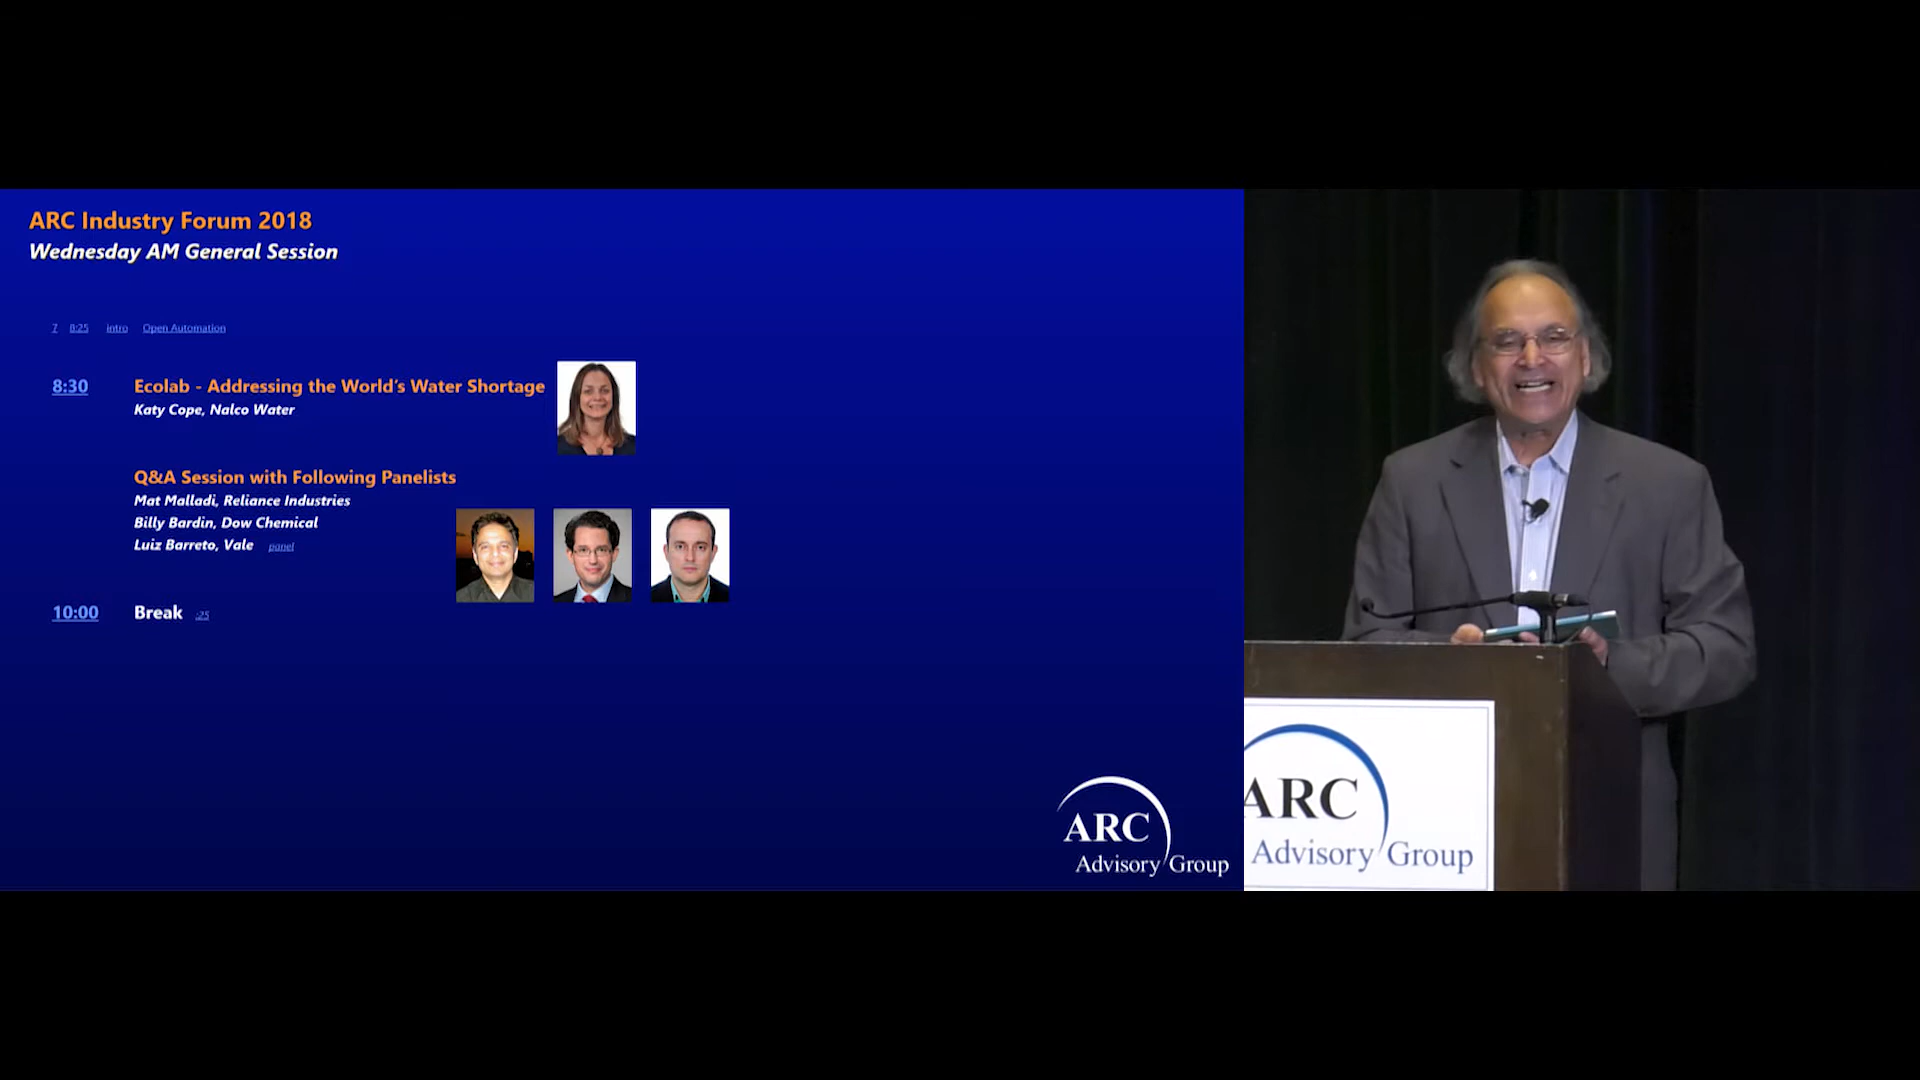 ARC Industry Forum 2018
Wednesday AM General Session
7 8:25 intro Open Automation
8:30 Ecolab - Addressing the World's Water Shortage
Katy Cope, Nalco Water
Q&A Session with Following Panelists
Mat Malladi, Reliance Industries
Billy Bardin, Dow Chemical
Luiz Barreto, Vale panel
10:00 Break :25
ARC
Advisory Group
ARC
Advisory Group